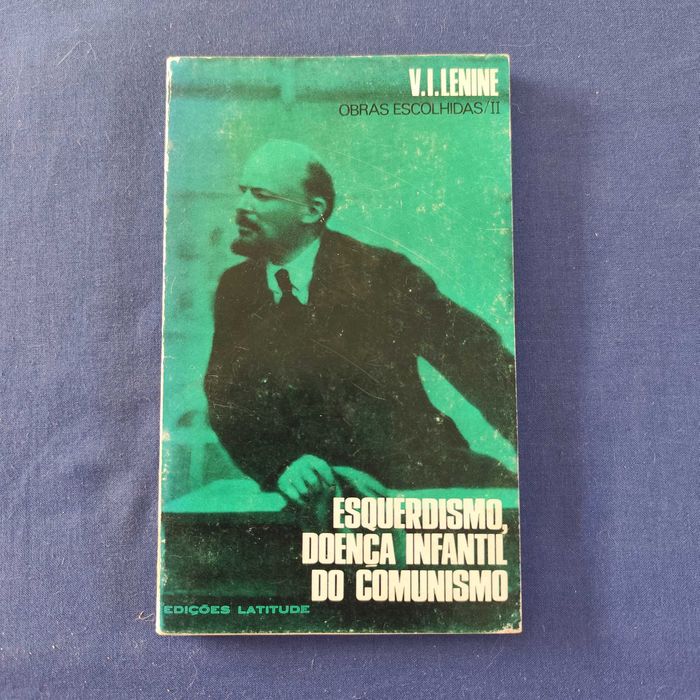 V.I. LENINE
OBRAS ESCOLHIDAS/II
ESQUERDISMO,
DOENÇA INFANTIL
DO COMUNISMO
EDIÇÕES LATITUDE